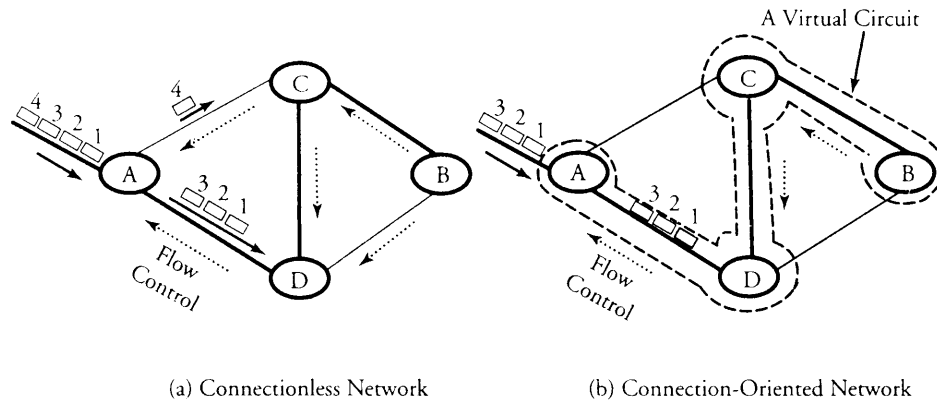 A Virtual Circuit
4 3 2 1
4
C
A
B
3 2 1
D
Flow
Control
3 2 1
C
A
B
3 2 1
D
Flow
Control
(a) Connectionless Network
(b) Connection-Oriented Network